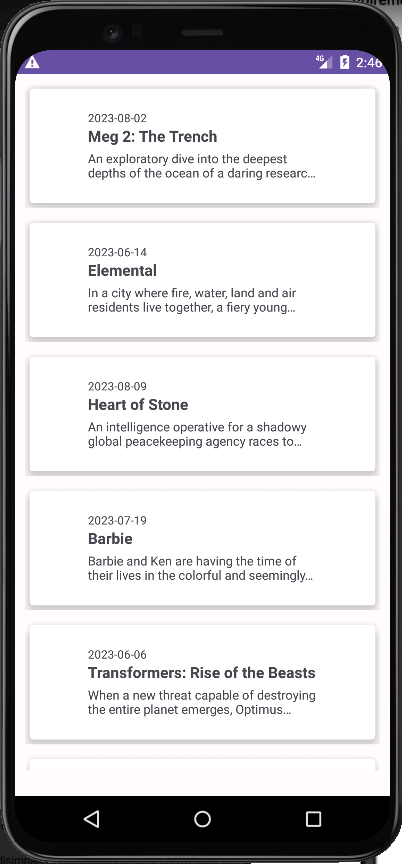 4G
2:46
2023-08-02
Meg 2: The Trench
An exploratory dive into the deepest
depths of the ocean of a daring researc...
2023-06-14
Elemental
In a city where fire, water, land and air
residents live together, a fiery young...
2023-08-09
Heart of Stone
An intelligence operative for a shadowy
global peacekeeping agency races to...
2023-07-19
Barbie
Barbie and Ken are having the time of
their lives in the colorful and seemingly...
2023-06-06
Transformers: Rise of the Beasts
When a new threat capable of destroying
the entire planet emerges, Optimus...